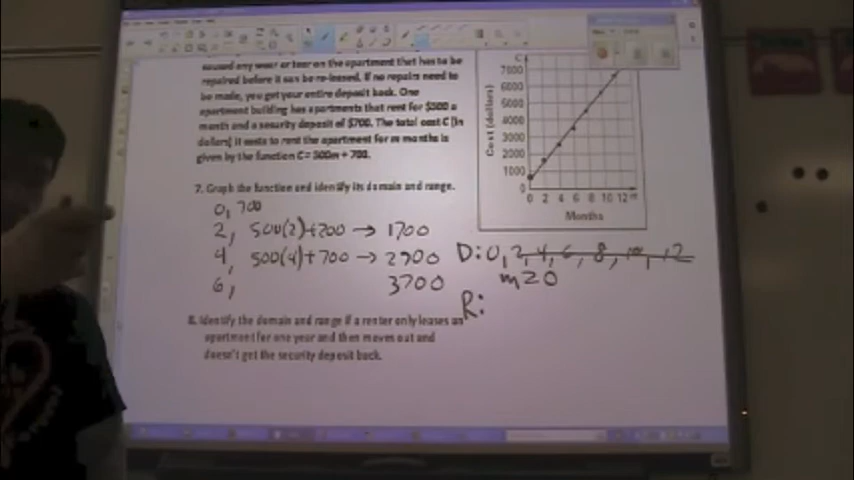 caused any wear or tear on the apartment that has to be
repaired before it can be re-leased. If no repairs need to
be made, you get your entire deposit back. One
apartment building has apartments that rent for $500 a
month and a security deposit of $700. The total cost C (in
dollars) it costs to rent the apartment for m months is
given by the function C = 500m + 700.
7. Graph the function and identify its domain and range.
0, 700
2, 500(2)+700 → 1700
4, 500(4)+700 → 2700
6, 3700
8. Identify the domain and range if a renter only leases an
apartment for one year and then moves out and
doesn't get the security deposit back.
C
7000
6000
5000
4000
3000
2000
1000
0
Cost (dollars)
0 2 4 6 8 10 12 m
Months
D: 0, 2, 4, 6, 8, 10, 12
m≥0
R: